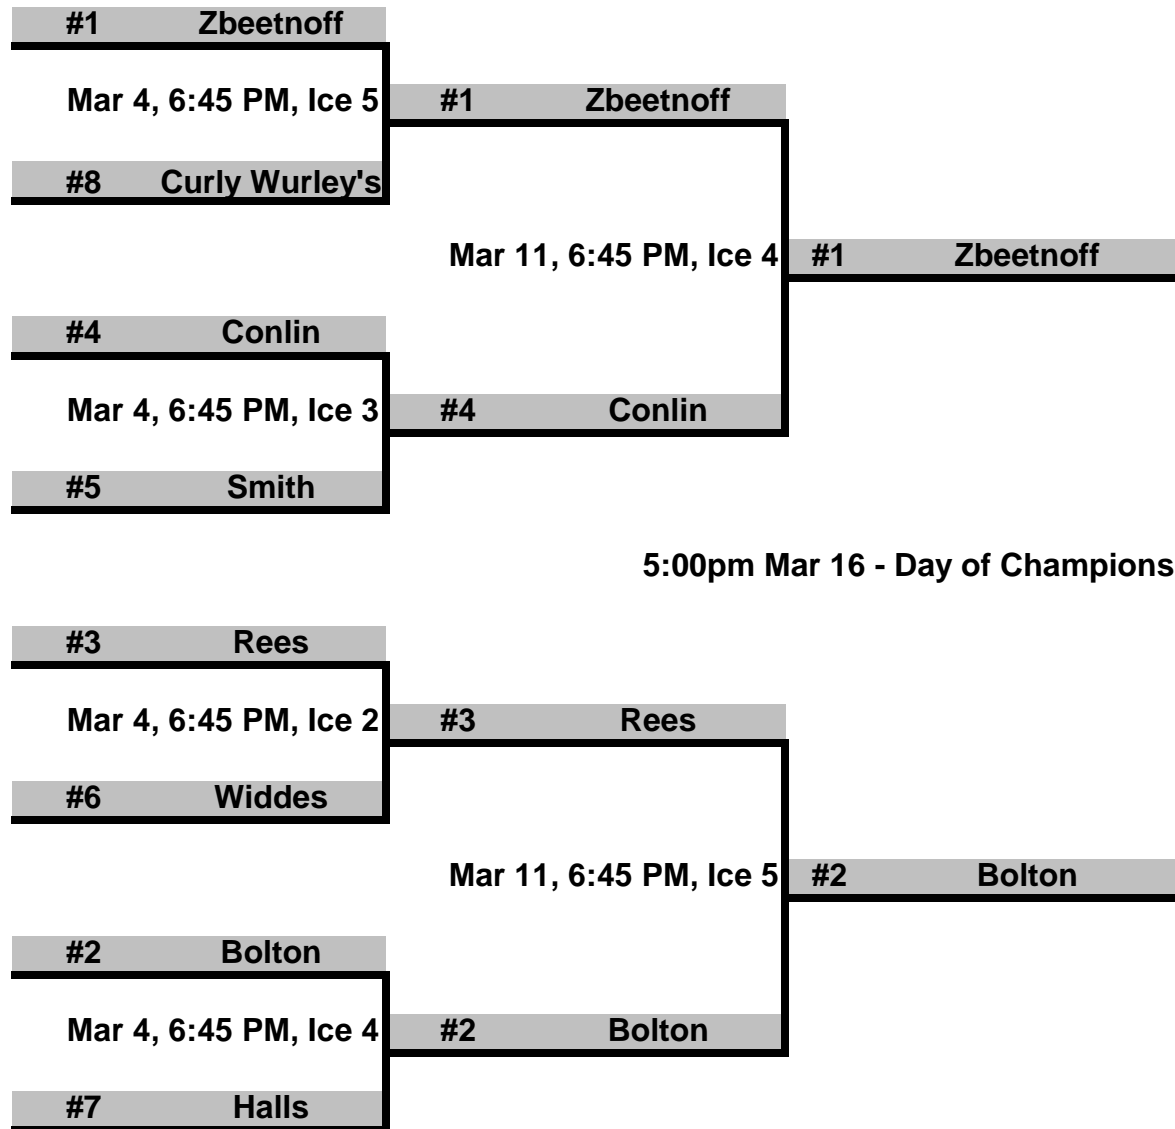 #1 Zbeetnoff
Mar 4, 6:45 PM, Ice 5 #1 Zbeetnoff
#8 Curly Wurley's
Mar 11, 6:45 PM, Ice 4 #1 Zbeetnoff
#4 Conlin
Mar 4, 6:45 PM, Ice 3 #4 Conlin
#5 Smith
5:00pm Mar 16 - Day of Champions
#3 Rees
Mar 4, 6:45 PM, Ice 2 #3 Rees
#6 Widdes
Mar 11, 6:45 PM, Ice 5 #2 Bolton
#2 Bolton
Mar 4, 6:45 PM, Ice 4 #2 Bolton
#7 Halls